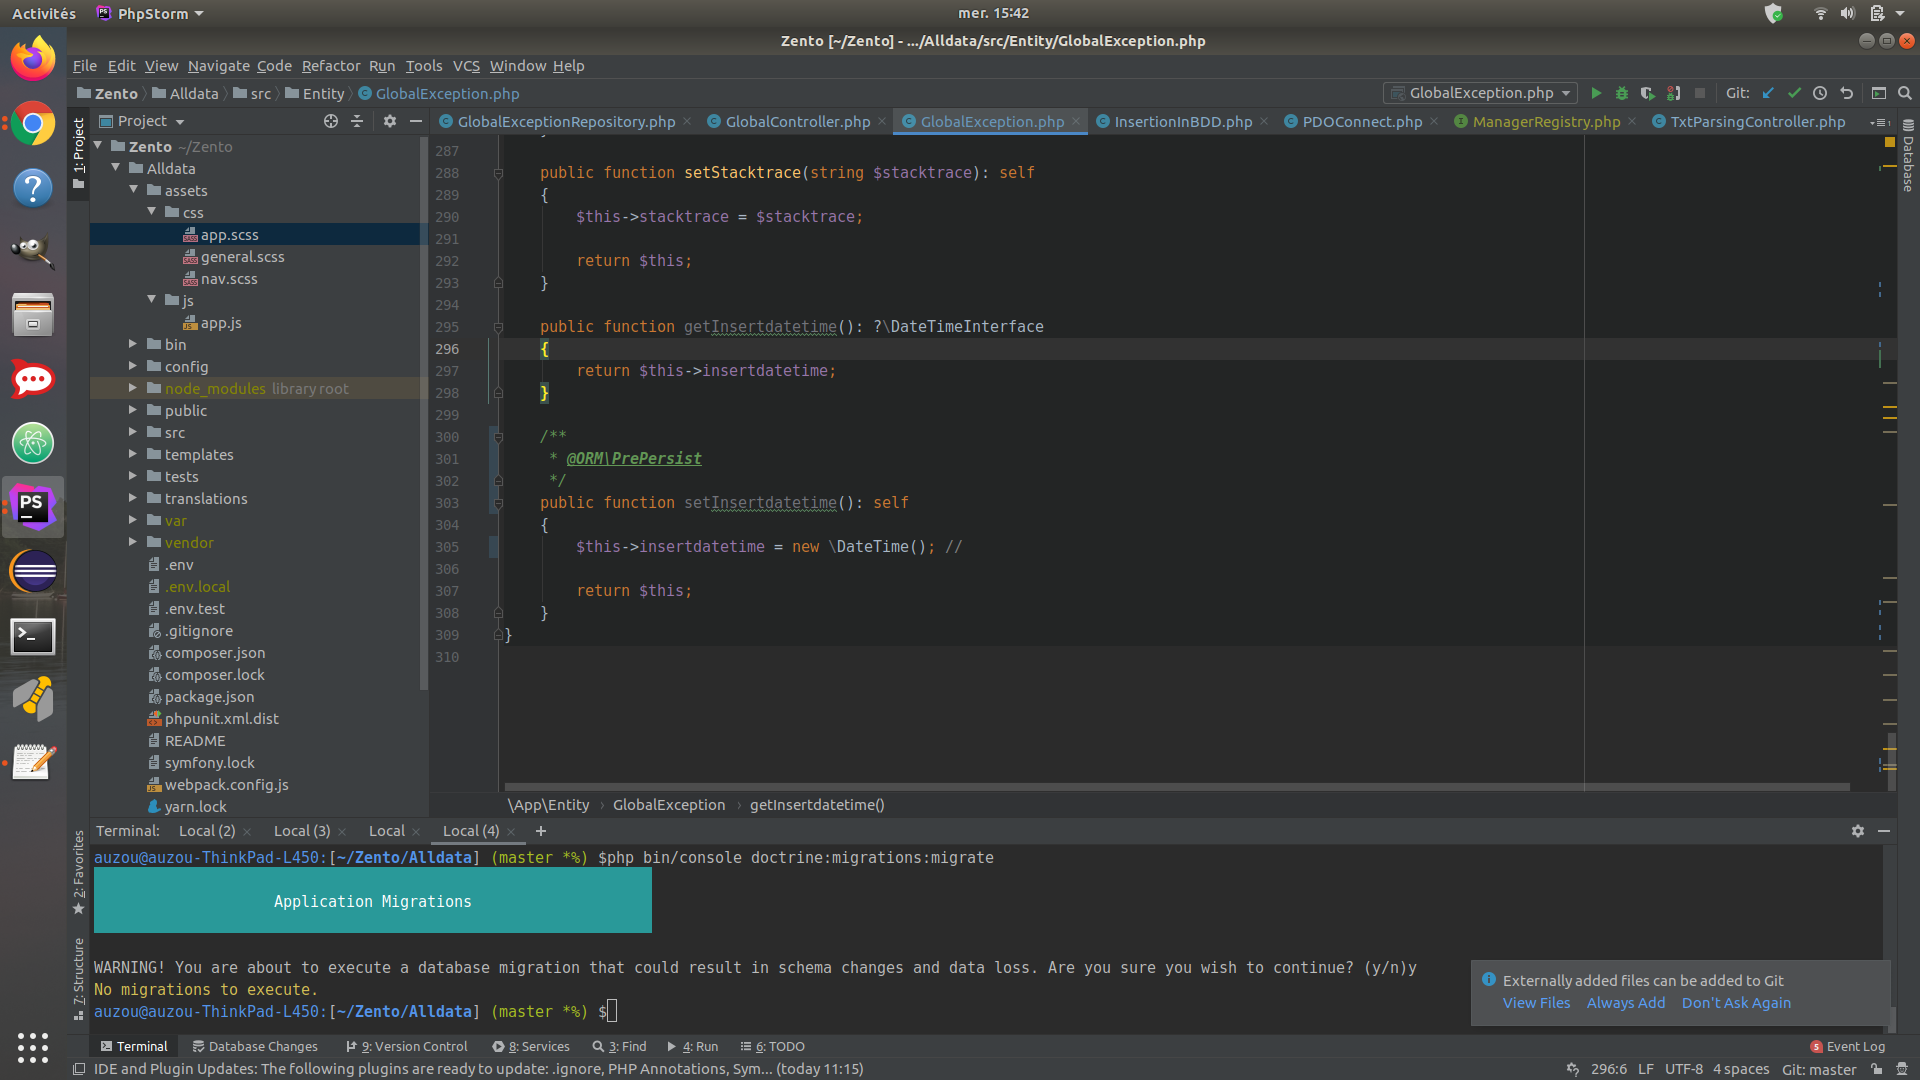 Activités PhpStorm mer. 15:42
Zento [~/Zento] - .../Alldata/src/Entity/GlobalException.php
File Edit View Navigate Code Refactor Run Tools VCS Window Help
Zento Alldata src Entity GlobalException.php GlobalException.php Git:
Project
GlobalExceptionRepository.php GlobalController.php GlobalException.php InsertionInBDD.php PDOConnect.php ManagerRegistry.php TxtParsingController.php
1: Project
Database
Zento ~/Zento
Alldata
assets
css
app.scss
general.scss
nav.scss
js
app.js
bin
config
node_modules library root
public
src
templates
tests
translations
var
vendor
.env
.env.local
.env.test
.gitignore
composer.json
composer.lock
package.json
phpunit.xml.dist
README
symfony.lock
webpack.config.js
yarn.lock
287
288 public function setStacktrace(string $stacktrace): self
289 {
290 $this->stacktrace = $stacktrace;
291
292 return $this;
293 }
294
295 public function getInsertdatetime(): ?\DateTimeInterface
296 {
297 return $this->insertdatetime;
298 }
299
300 /**
301 * @ORM\PrePersist
302 */
303 public function setInsertdatetime(): self
304 {
305 $this->insertdatetime = new \DateTime(); //
306
307 return $this;
308 }
309 }
310
\App\Entity › GlobalException › getInsertdatetime()
2: Favorites
7: Structure
Terminal: Local (2) Local (3) Local Local (4) +
auzou@auzou-ThinkPad-L450:[~/Zento/Alldata] (master *%) $php bin/console doctrine:migrations:migrate
Application Migrations
WARNING! You are about to execute a database migration that could result in schema changes and data loss. Are you sure you wish to continue? (y/n)y
No migrations to execute.
auzou@auzou-ThinkPad-L450:[~/Zento/Alldata] (master *%) $
Externally added files can be added to Git
View Files Always Add Don't Ask Again
Terminal Database Changes 9: Version Control 8: Services 3: Find 4: Run 6: TODO 5 Event Log
IDE and Plugin Updates: The following plugins are ready to update: .ignore, PHP Annotations, Sym... (today 11:15) 296:6 LF UTF-8 4 spaces Git: master